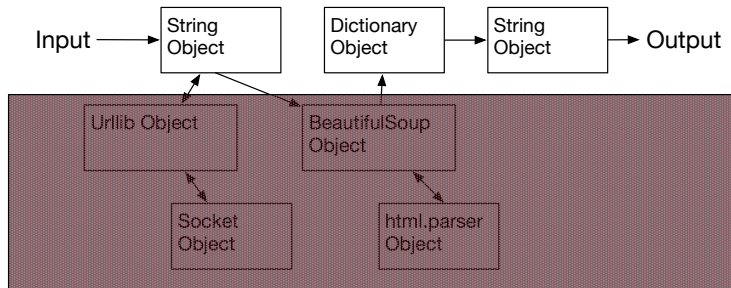 Input
String
Object
Dictionary
Object
String
Object
Output
Urllib Object
BeautifulSoup
Object
Socket
Object
html.parser
Object